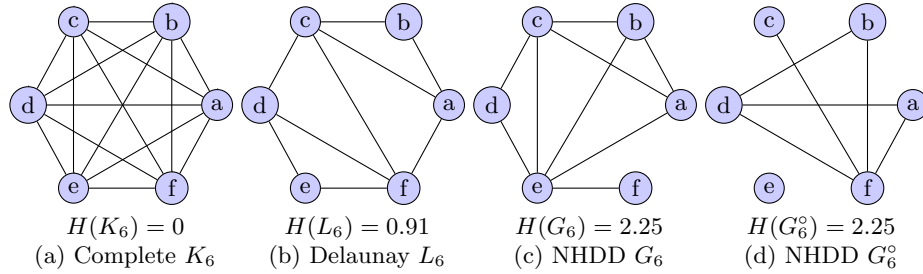 c b c b c b c b
d a d a d a d a
e f e f e f e f
H(K₆) = 0 H(L₆) = 0.91 H(G₆) = 2.25 H(G₆°) = 2.25
(a) Complete K₆ (b) Delaunay L₆ (c) NHDD G₆ (d) NHDD G₆°